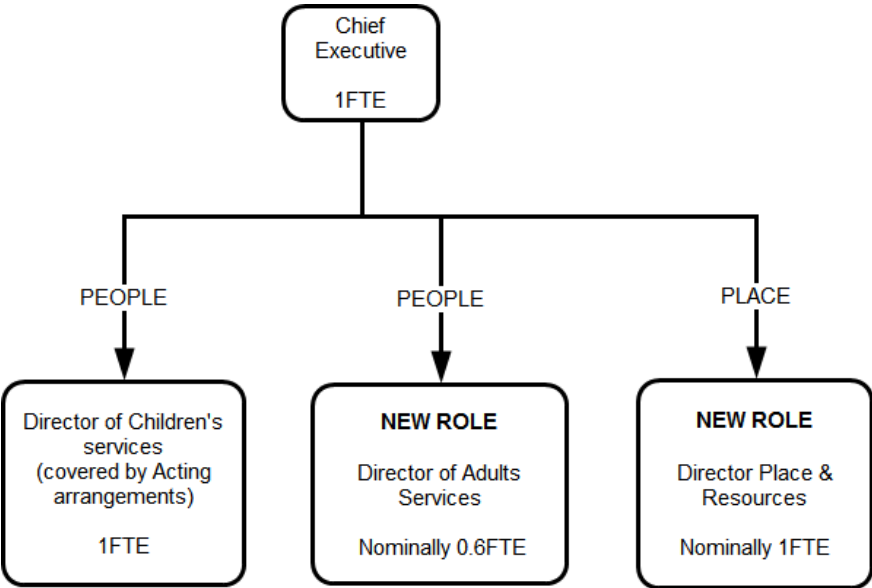 Chief
Executive
1FTE
PEOPLE
PEOPLE
PLACE
Director of Children's
services
(covered by Acting
arrangements)
1FTE
NEW ROLE
Director of Adults
Services
Nominally 0.6FTE
NEW ROLE
Director Place &
Resources
Nominally 1FTE